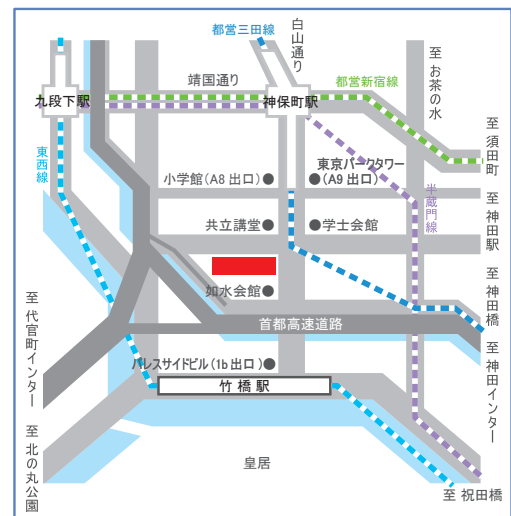 都営三田線
白山通り
靖国通り
都営新宿線
至 お茶の水
九段下駅
神保町駅
東西線
至 須田町
小学館(A8 出口)
東京パークタワー
(A9 出口)
半蔵門線
共立講堂
学士会館
至 神田駅
如水会館
至 神田橋
首都高速道路
至 代官町インター
パレスサイドビル(1b 出口)
至 神田インター
竹橋駅
至 北の丸公園
皇居
至 祝田橋